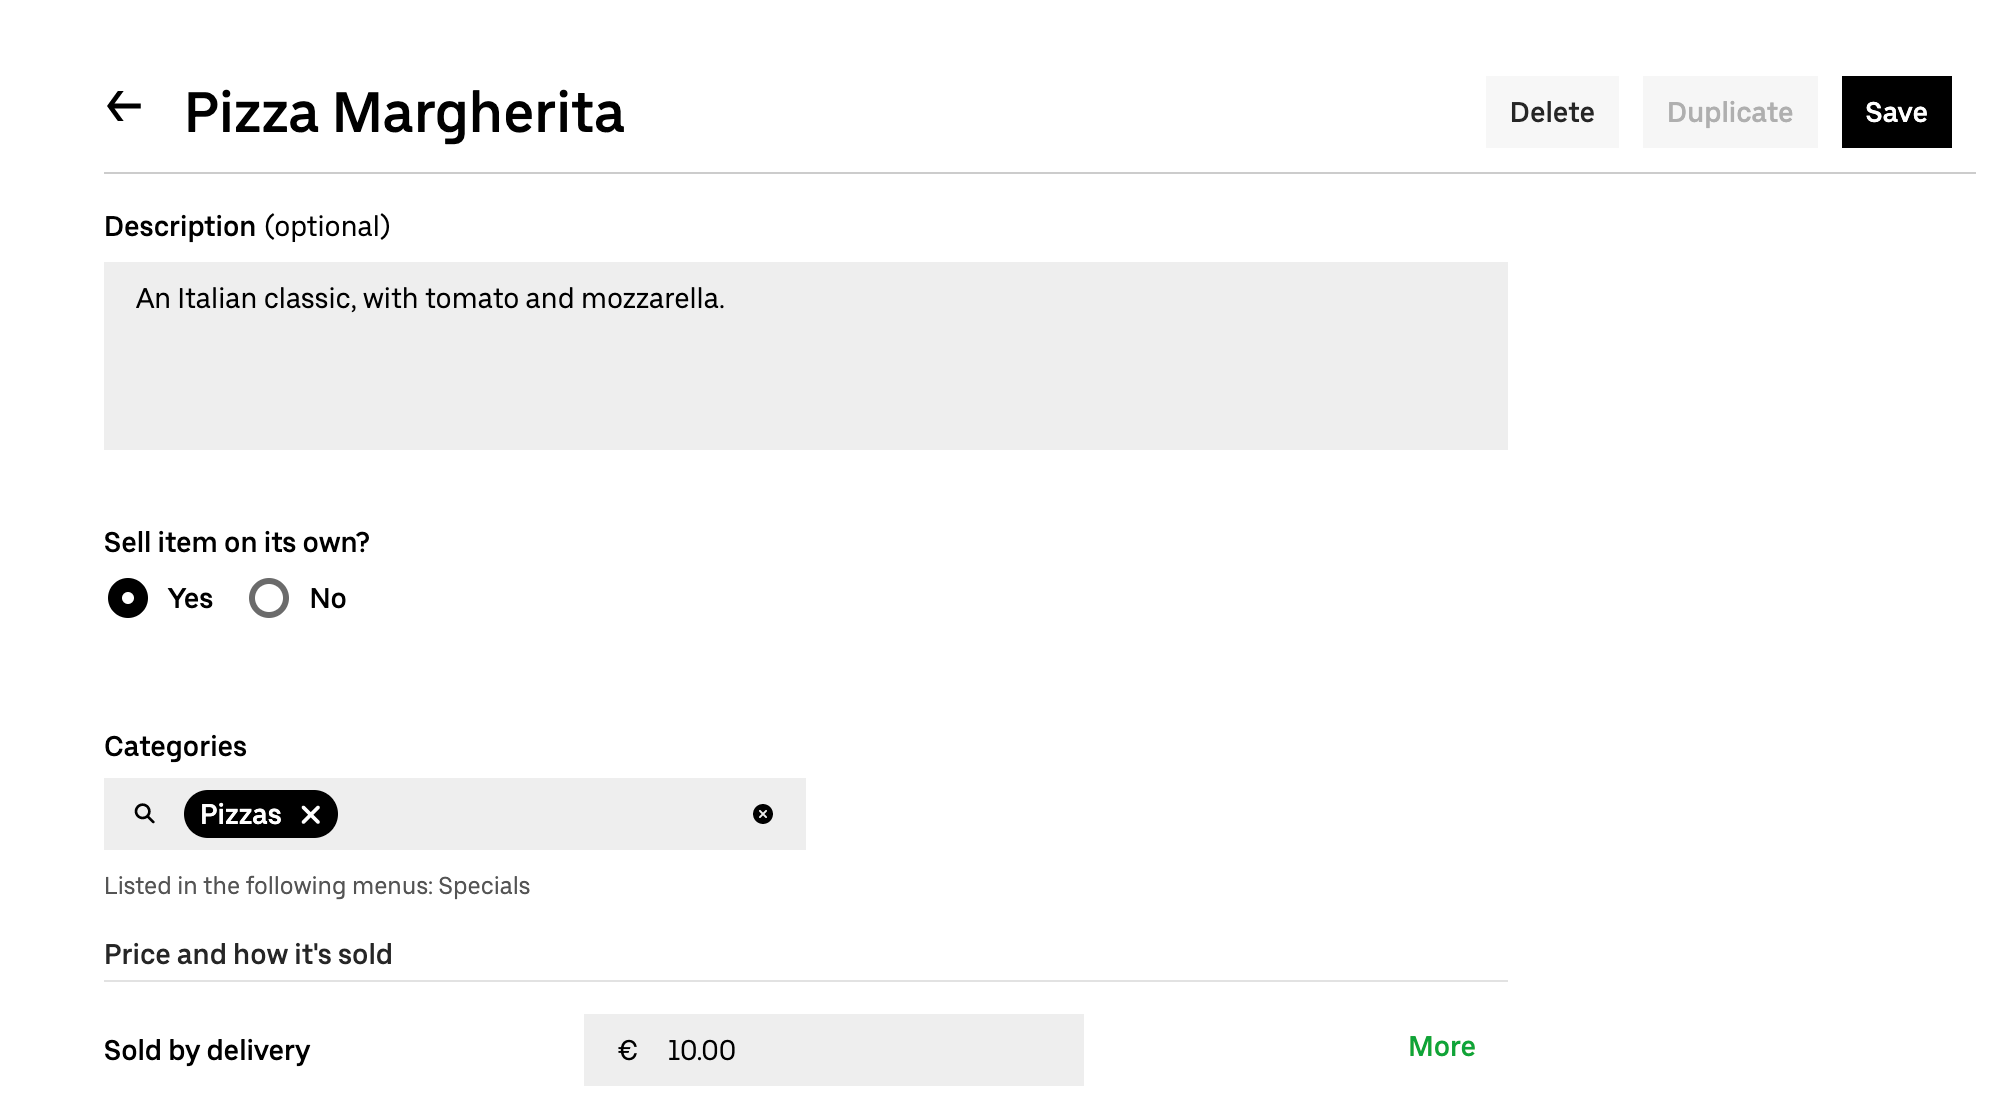 Pizza Margherita
Delete
Duplicate
Save
Description (optional)
An Italian classic, with tomato and mozzarella.
Sell item on its own?
Yes
No
Categories
Pizzas
Listed in the following menus: Specials
Price and how it's sold
Sold by delivery
€ 10.00
More